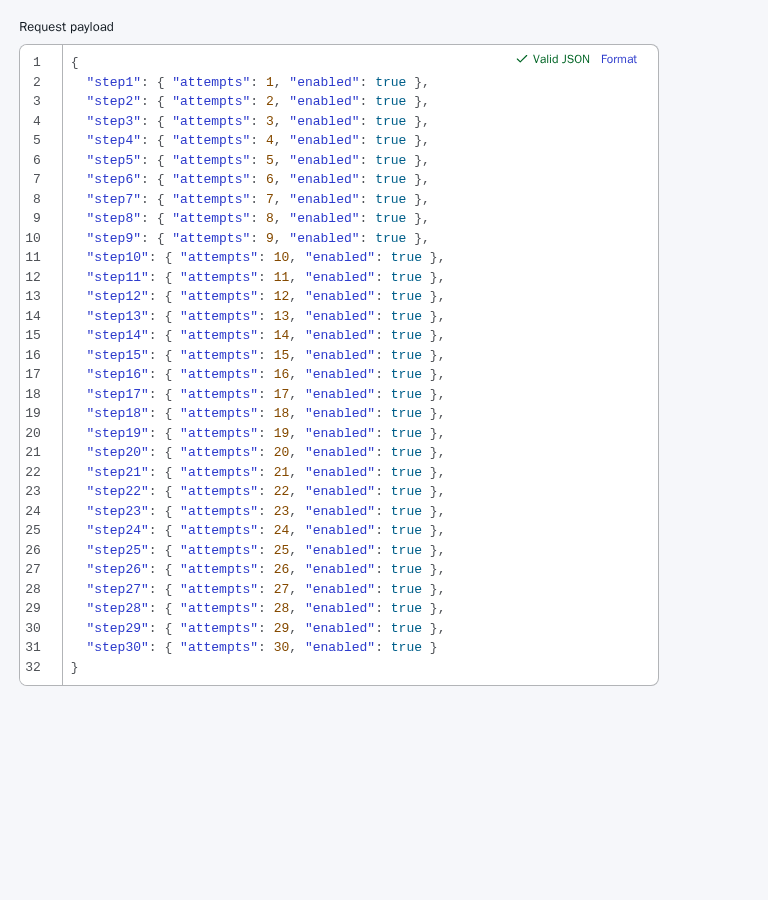 Request payload
Valid JSON Format
1 {
2 "step1": { "attempts": 1, "enabled": true },
3 "step2": { "attempts": 2, "enabled": true },
4 "step3": { "attempts": 3, "enabled": true },
5 "step4": { "attempts": 4, "enabled": true },
6 "step5": { "attempts": 5, "enabled": true },
7 "step6": { "attempts": 6, "enabled": true },
8 "step7": { "attempts": 7, "enabled": true },
9 "step8": { "attempts": 8, "enabled": true },
10 "step9": { "attempts": 9, "enabled": true },
11 "step10": { "attempts": 10, "enabled": true },
12 "step11": { "attempts": 11, "enabled": true },
13 "step12": { "attempts": 12, "enabled": true },
14 "step13": { "attempts": 13, "enabled": true },
15 "step14": { "attempts": 14, "enabled": true },
16 "step15": { "attempts": 15, "enabled": true },
17 "step16": { "attempts": 16, "enabled": true },
18 "step17": { "attempts": 17, "enabled": true },
19 "step18": { "attempts": 18, "enabled": true },
20 "step19": { "attempts": 19, "enabled": true },
21 "step20": { "attempts": 20, "enabled": true },
22 "step21": { "attempts": 21, "enabled": true },
23 "step22": { "attempts": 22, "enabled": true },
24 "step23": { "attempts": 23, "enabled": true },
25 "step24": { "attempts": 24, "enabled": true },
26 "step25": { "attempts": 25, "enabled": true },
27 "step26": { "attempts": 26, "enabled": true },
28 "step27": { "attempts": 27, "enabled": true },
29 "step28": { "attempts": 28, "enabled": true },
30 "step29": { "attempts": 29, "enabled": true },
31 "step30": { "attempts": 30, "enabled": true }
32 }